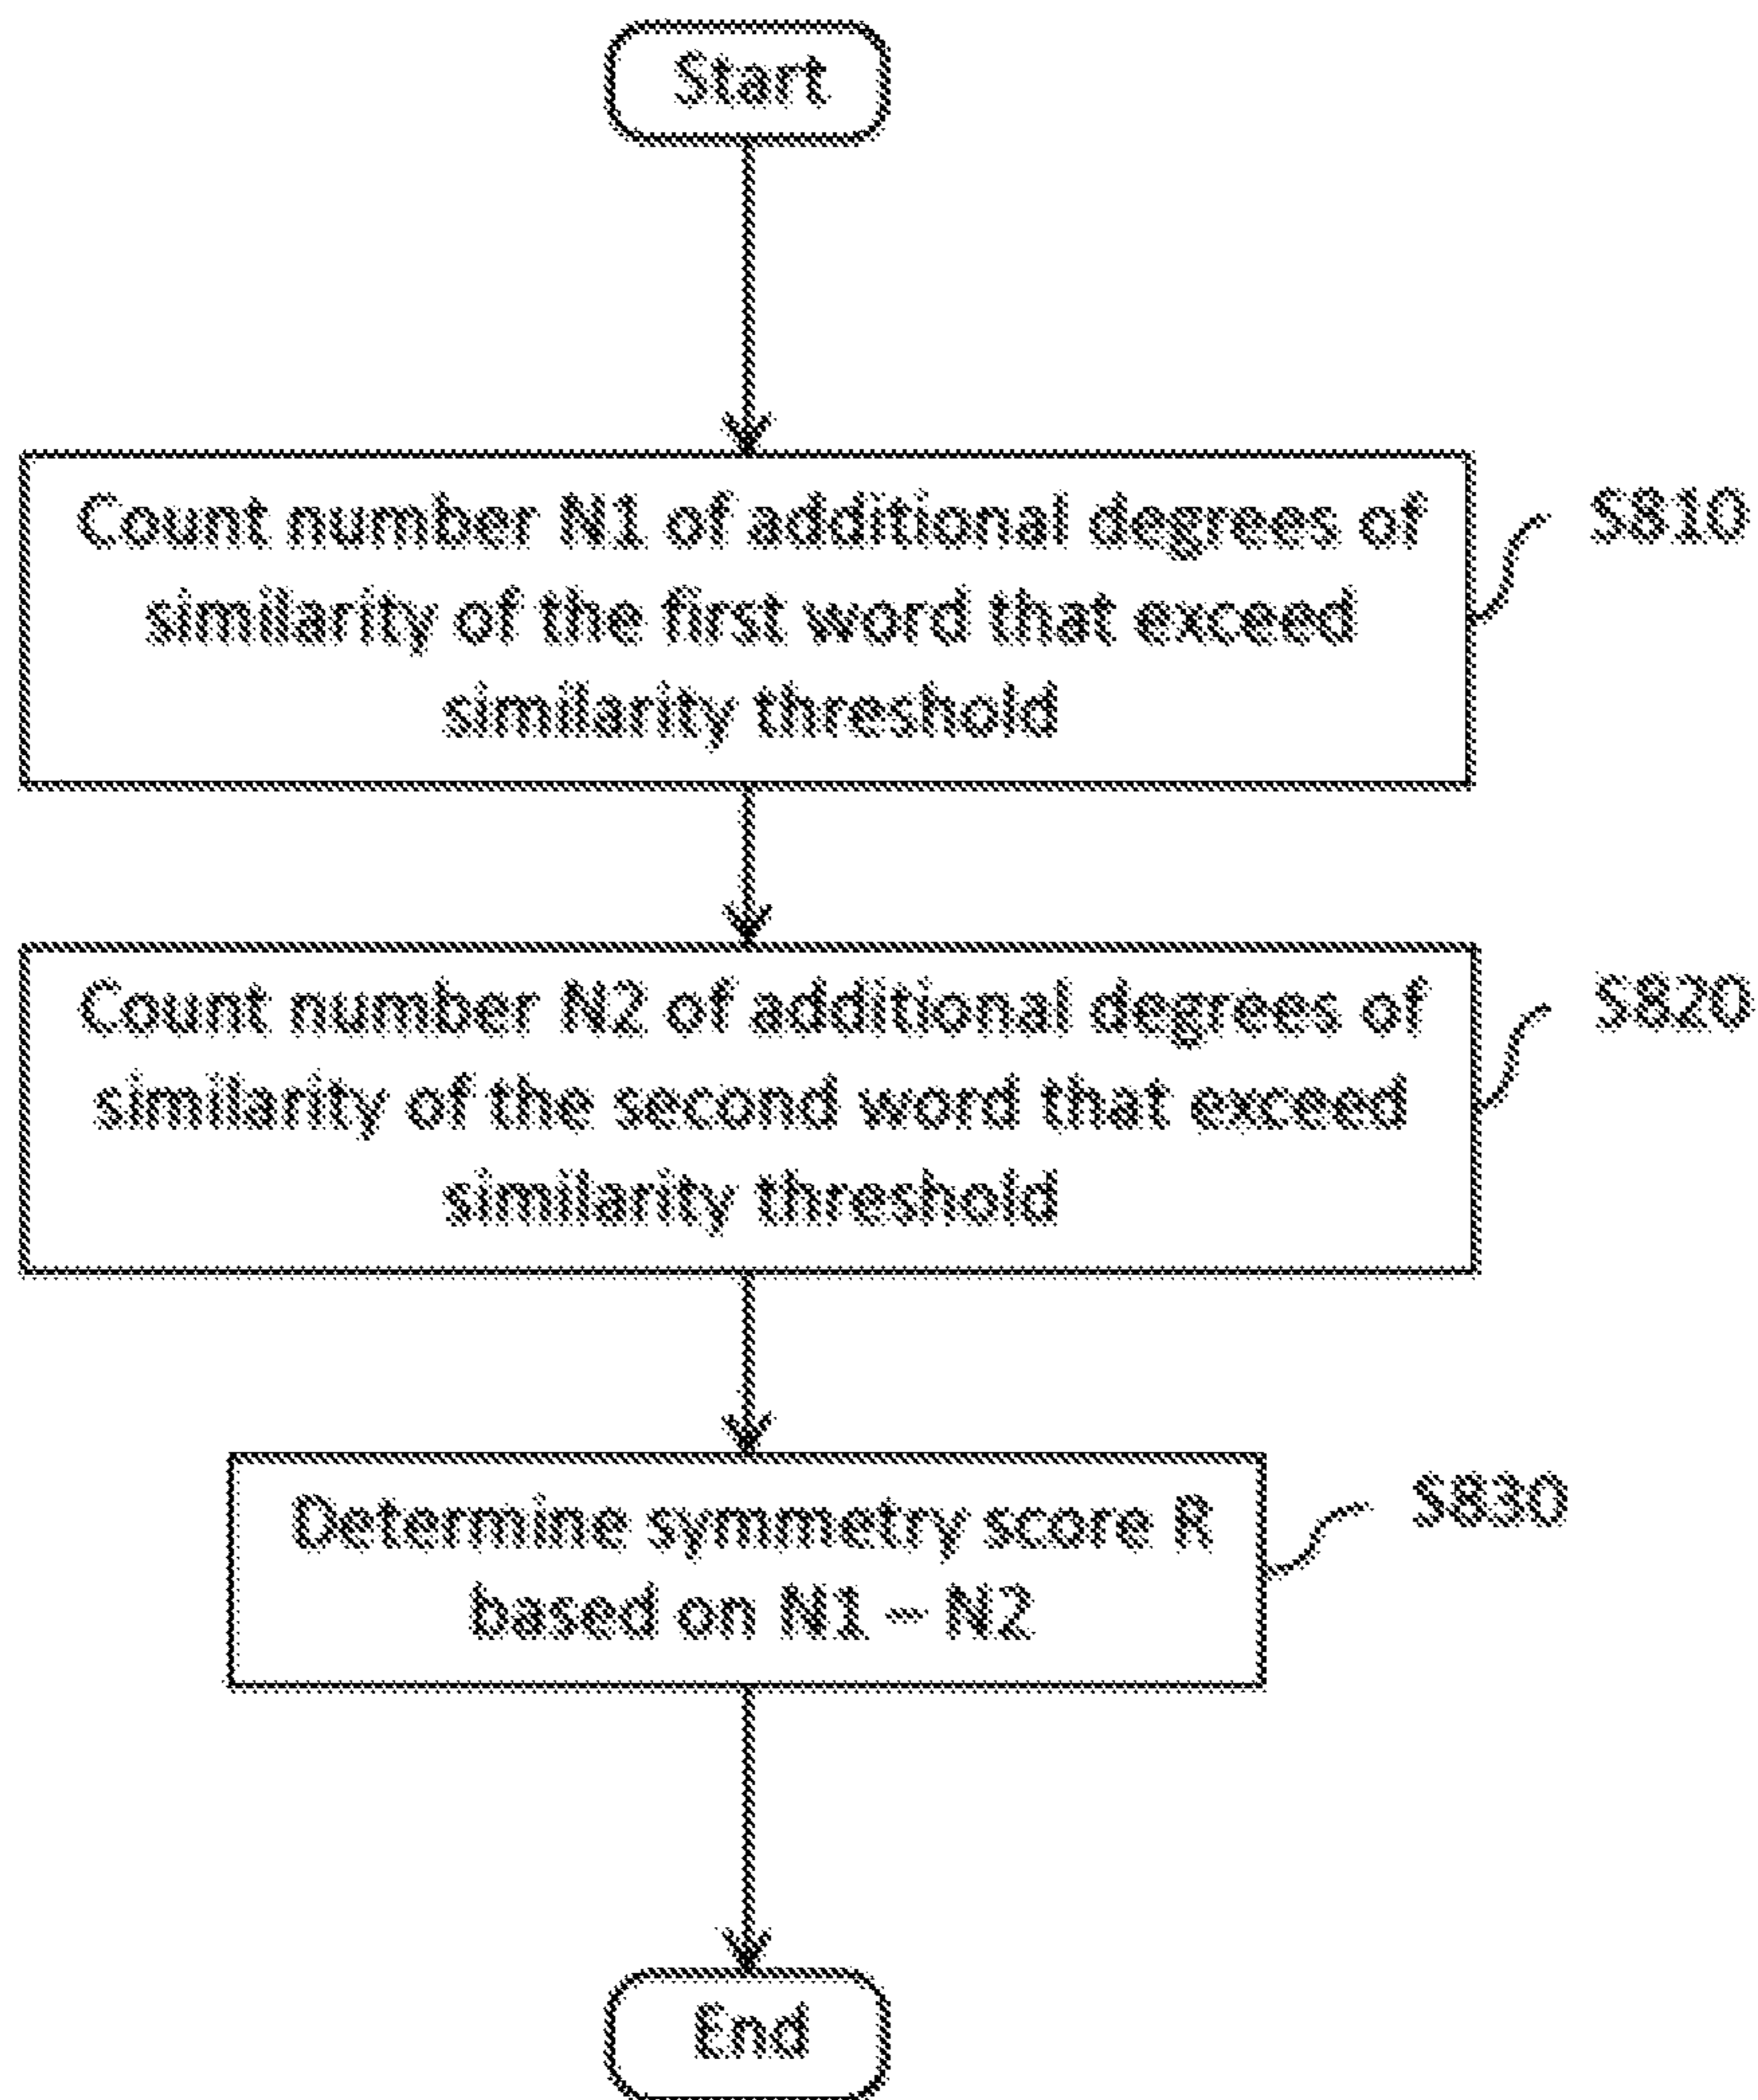 Start
Count number N1 of additional degrees of
similarity of the first word that exceed
similarity threshold
S810
Count number N2 of additional degrees of
similarity of the second word that exceed
similarity threshold
S820
Determine symmetry score R
based on N1 – N2
S830
End